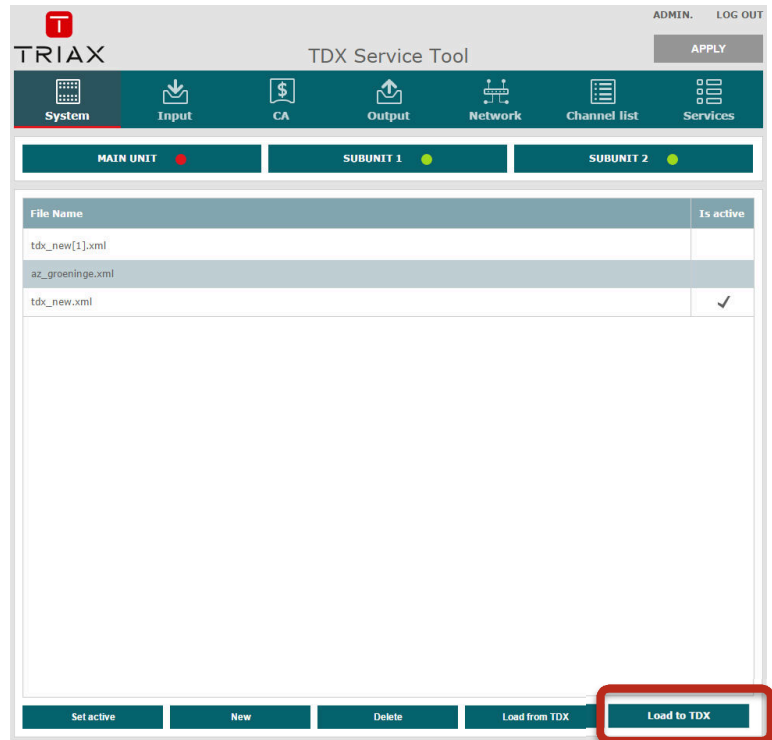 ADMIN. LOG OUT
T
TRIAX
TDX Service Tool
APPLY
System Input CA Output Network Channel list Services
MAIN UNIT SUBUNIT 1 SUBUNIT 2
File Name Is active
tdx_new[1].xml
az_groeninge.xml
tdx_new.xml
Set active New Delete Load from TDX Load to TDX